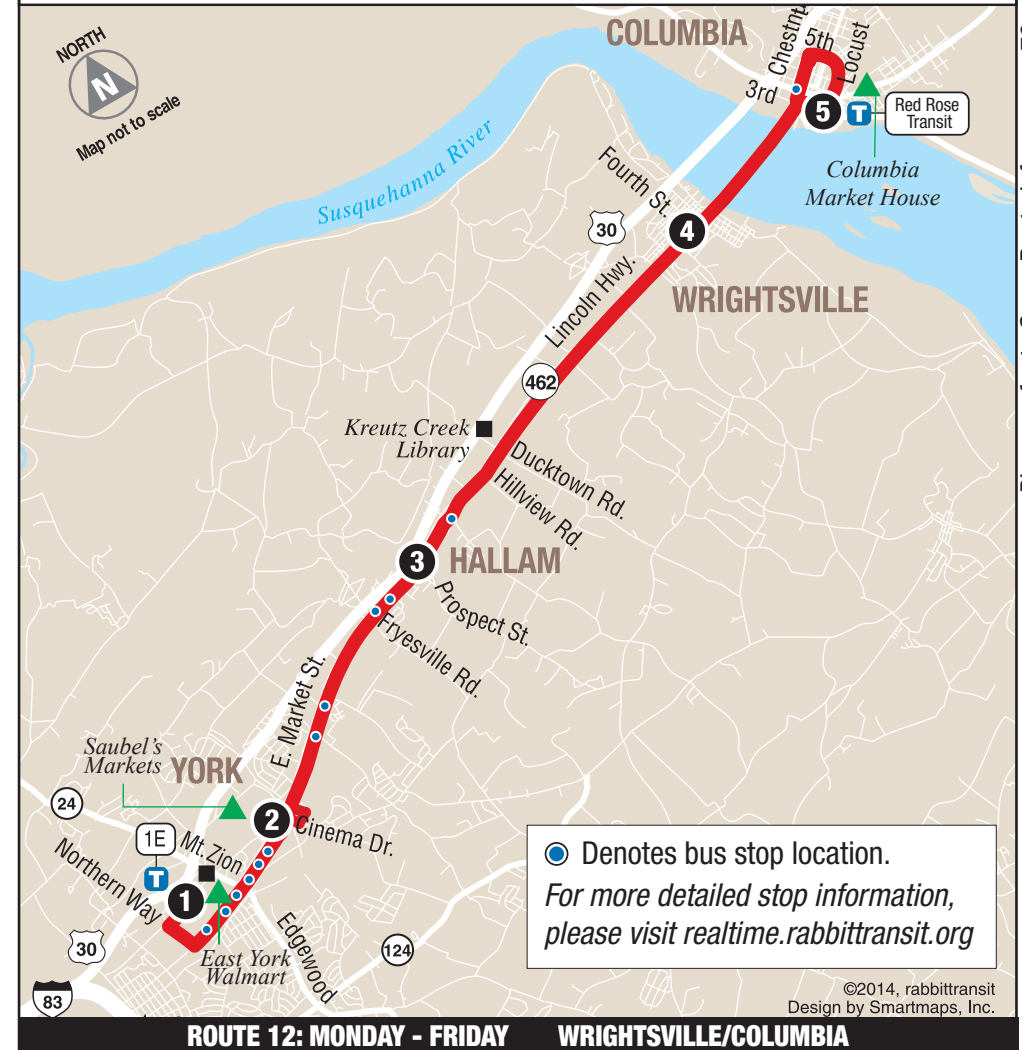 NORTH
N
Map not to scale
COLUMBIA
Chestnut
5th
Locust
3rd
5
T
Red Rose
Transit
Columbia
Market House
Susquehanna River
Fourth St.
30
4
Lincoln Hwy.
WRIGHTSVILLE
462
Kreutz Creek
Library
Ducktown Rd.
Hillview Rd.
3
HALLAM
Prospect St.
Fryesville Rd.
E. Market St.
Saubel's
Markets
YORK
24
2
Cinema Dr.
1E
Mt. Zion
T
Northern Way
1
30
East York
Walmart
Edgewood
124
83
Denotes bus stop location.
For more detailed stop information,
please visit realtime.rabbittransit.org
©2014, rabbittransit
Design by Smartmaps, Inc.
ROUTE 12: MONDAY - FRIDAY WRIGHTSVILLE/COLUMBIA